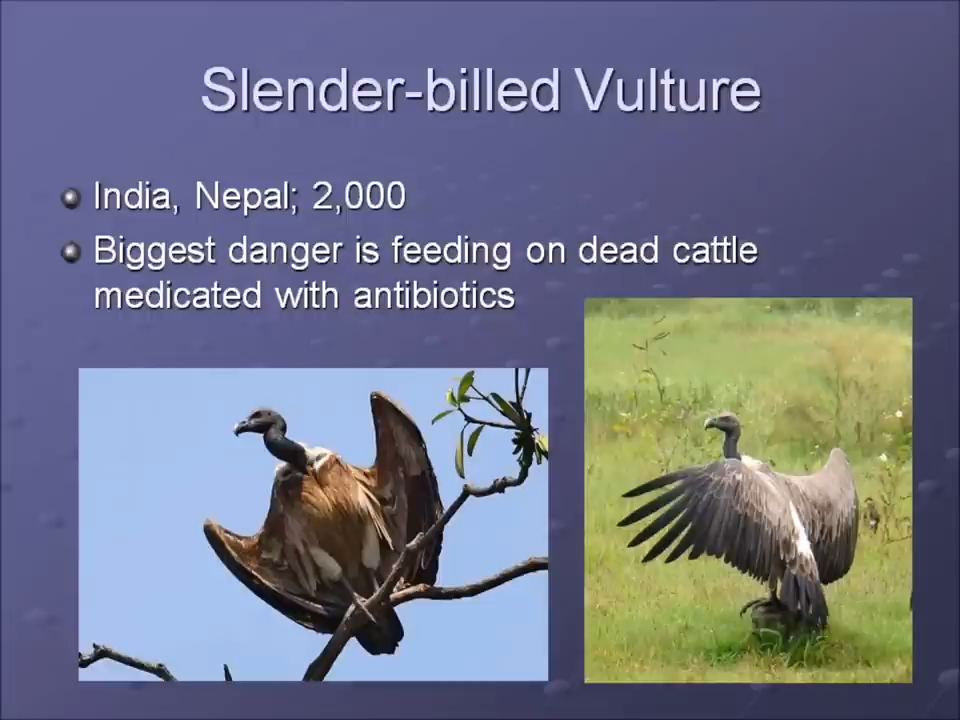 Slender-billed Vulture
India, Nepal; 2,000
Biggest danger is feeding on dead cattle
medicated with antibiotics